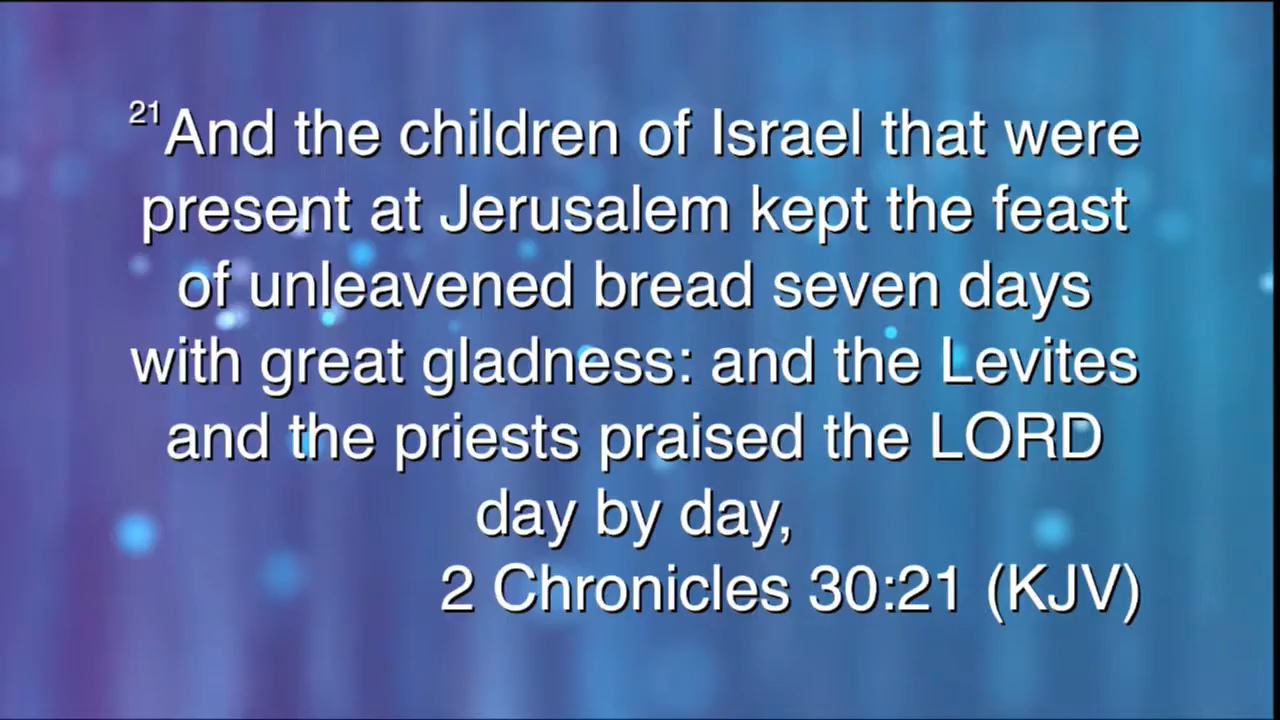 21And the children of Israel that were
present at Jerusalem kept the feast
of unleavened bread seven days
with great gladness: and the Levites
and the priests praised the LORD
day by day,
2 Chronicles 30:21 (KJV)